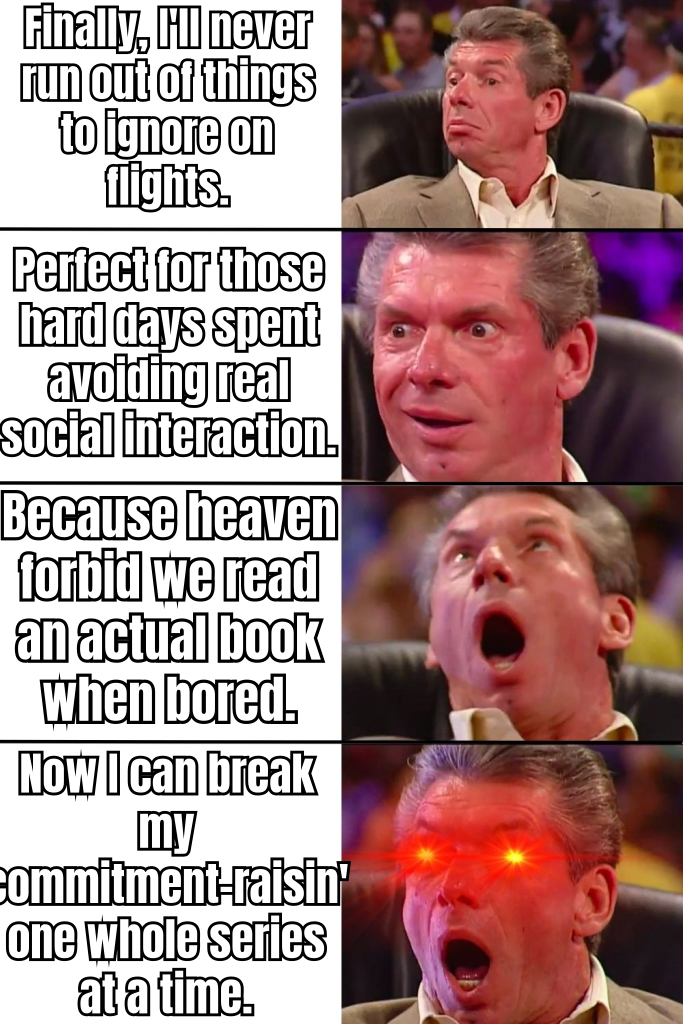 Finally, I'll never
run out of things
to ignore on
flights.
Perfect for those
hard days spent
avoiding real
social interaction.
Because heaven
forbid we read
an actual book
when bored.
Now I can break
my
commitment-raisin'
one whole series
at a time.